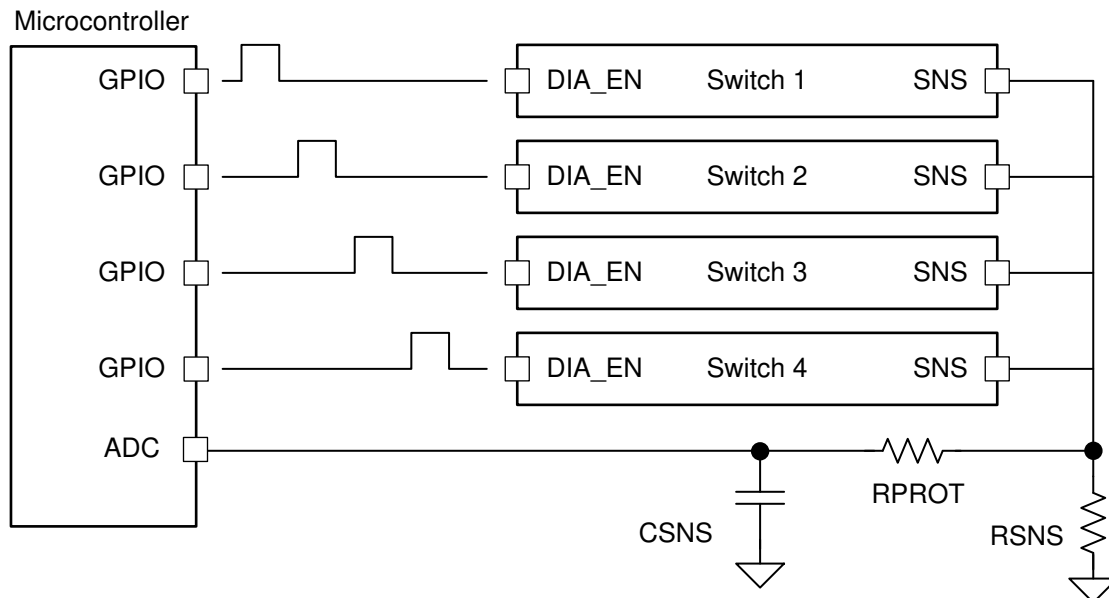 Microcontroller
GPIO DIA_EN Switch 1 SNS
GPIO DIA_EN Switch 2 SNS
GPIO DIA_EN Switch 3 SNS
GPIO DIA_EN Switch 4 SNS
ADC
RPROT
CSNS
RSNS